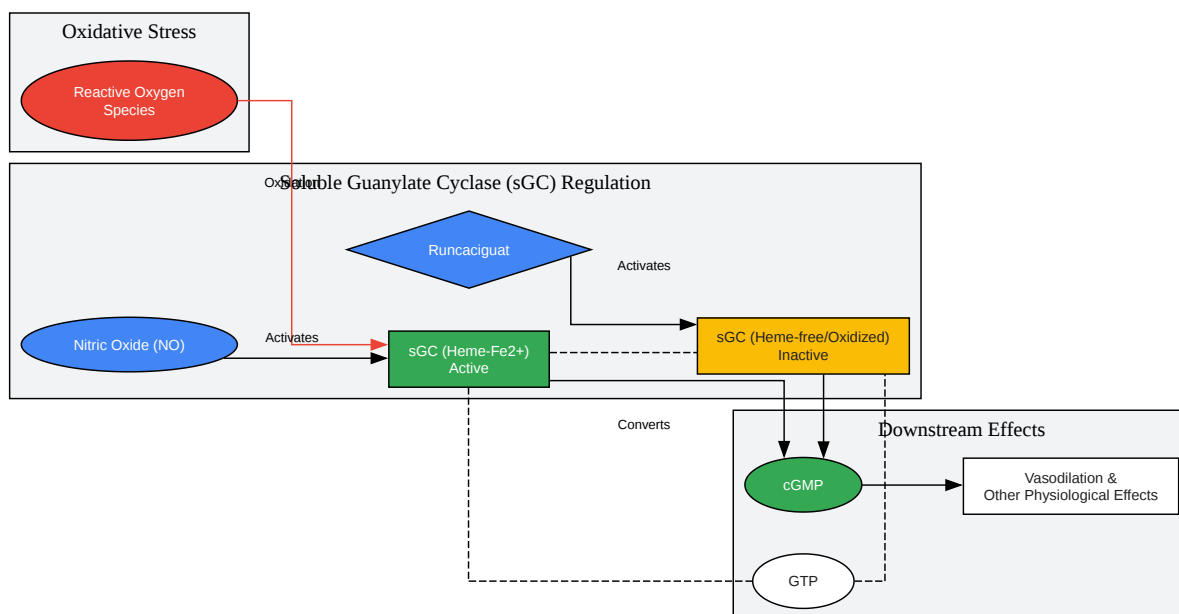 Oxidative Stress
Reactive Oxygen
Species
Oxidation
Soluble Guanylate Cyclase (sGC) Regulation
Runcaciguat
Activates
Nitric Oxide (NO)
Activates
sGC (Heme-Fe2+)
Active
sGC (Heme-free/Oxidized)
Inactive
Converts
Downstream Effects
cGMP
Vasodilation &
Other Physiological Effects
GTP